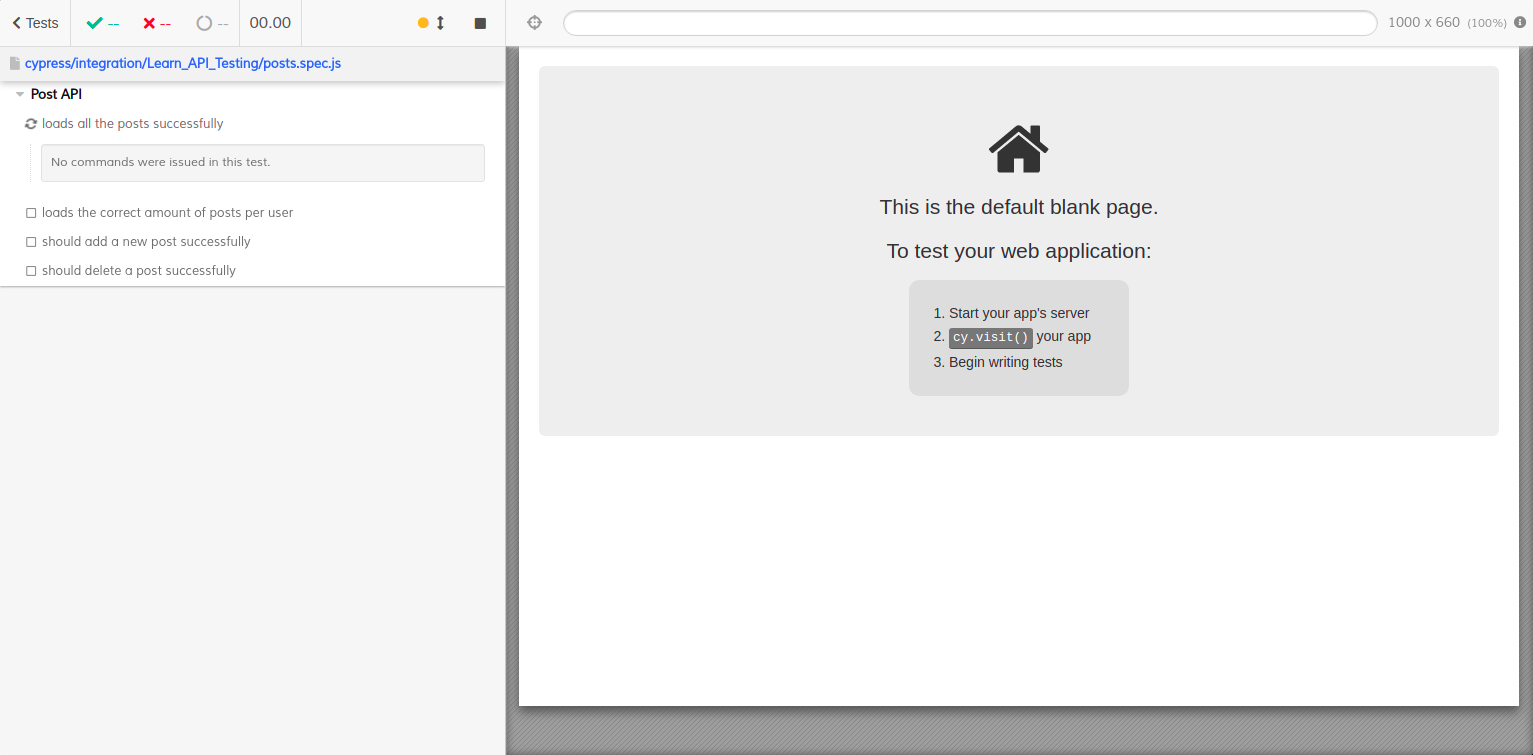 Tests -- -- -- 00.00
cypress/integration/Learn_API_Testing/posts.spec.js
Post API
loads all the posts successfully
No commands were issued in this test.
loads the correct amount of posts per user
should add a new post successfully
should delete a post successfully
1000 x 660 (100%)
This is the default blank page.
To test your web application:
1. Start your app's server
2. cy.visit() your app
3. Begin writing tests